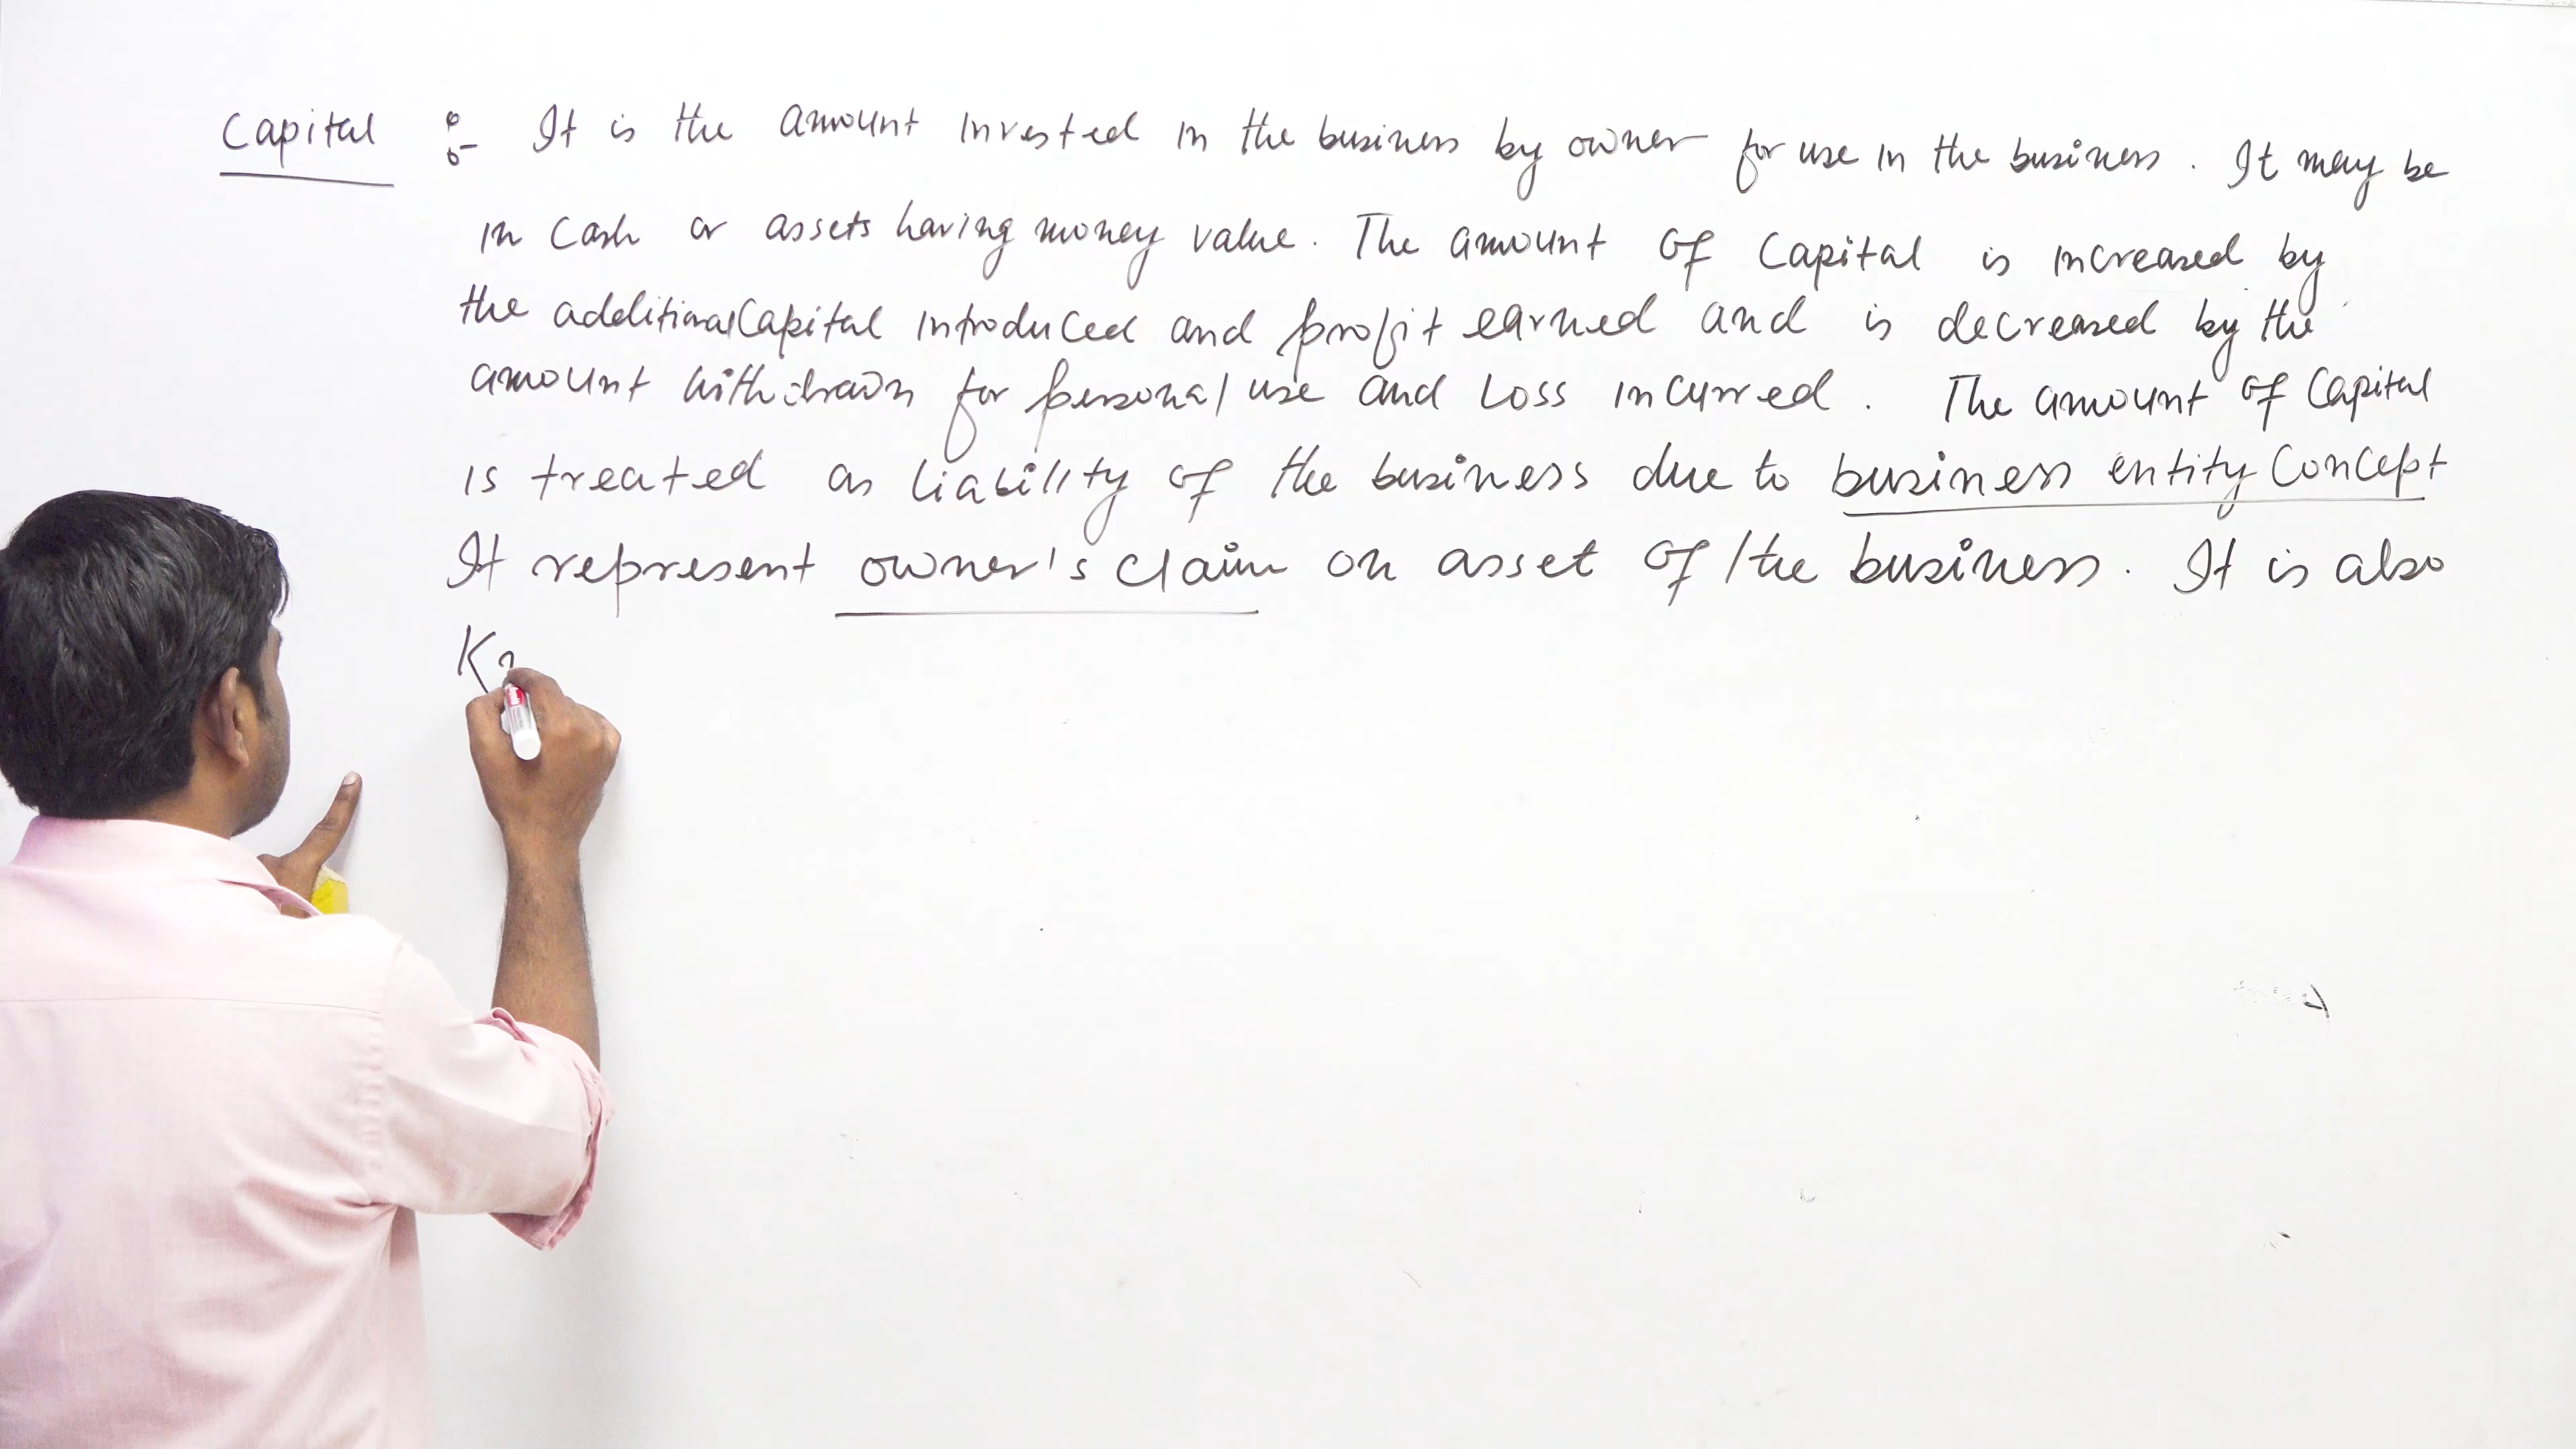 Capital :- It is the amount invested in the business by owner for use in the business. It may be
in cash or assets having money value. The amount of Capital is increased by
the additional Capital introduced and profit earned and is decreased by the
amount withdrawn for personal use and Loss incurred. The amount of Capital
is treated as liability of the business due to business entity Concept
It represent owner's claim on asset of the business. It is also
K